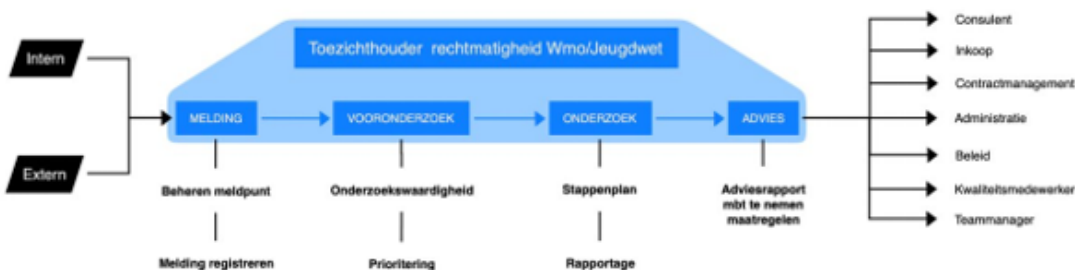 Toezichthouder rechtmatigheid Wmo/Jeugdwet
Intern
Extern
MELDING
VOORONDERZOEK
ONDERZOEK
ADVIES
Beheren meldpunt
Onderzoekswaardigheid
Stappenplan
Adviesrapport
mbt te nemen
maatregelen
Melding registreren
Prioritering
Rapportage
Consulent
Inkoop
Contractmanagement
Administratie
Beleid
Kwaliteitsmedewerker
Teammanager